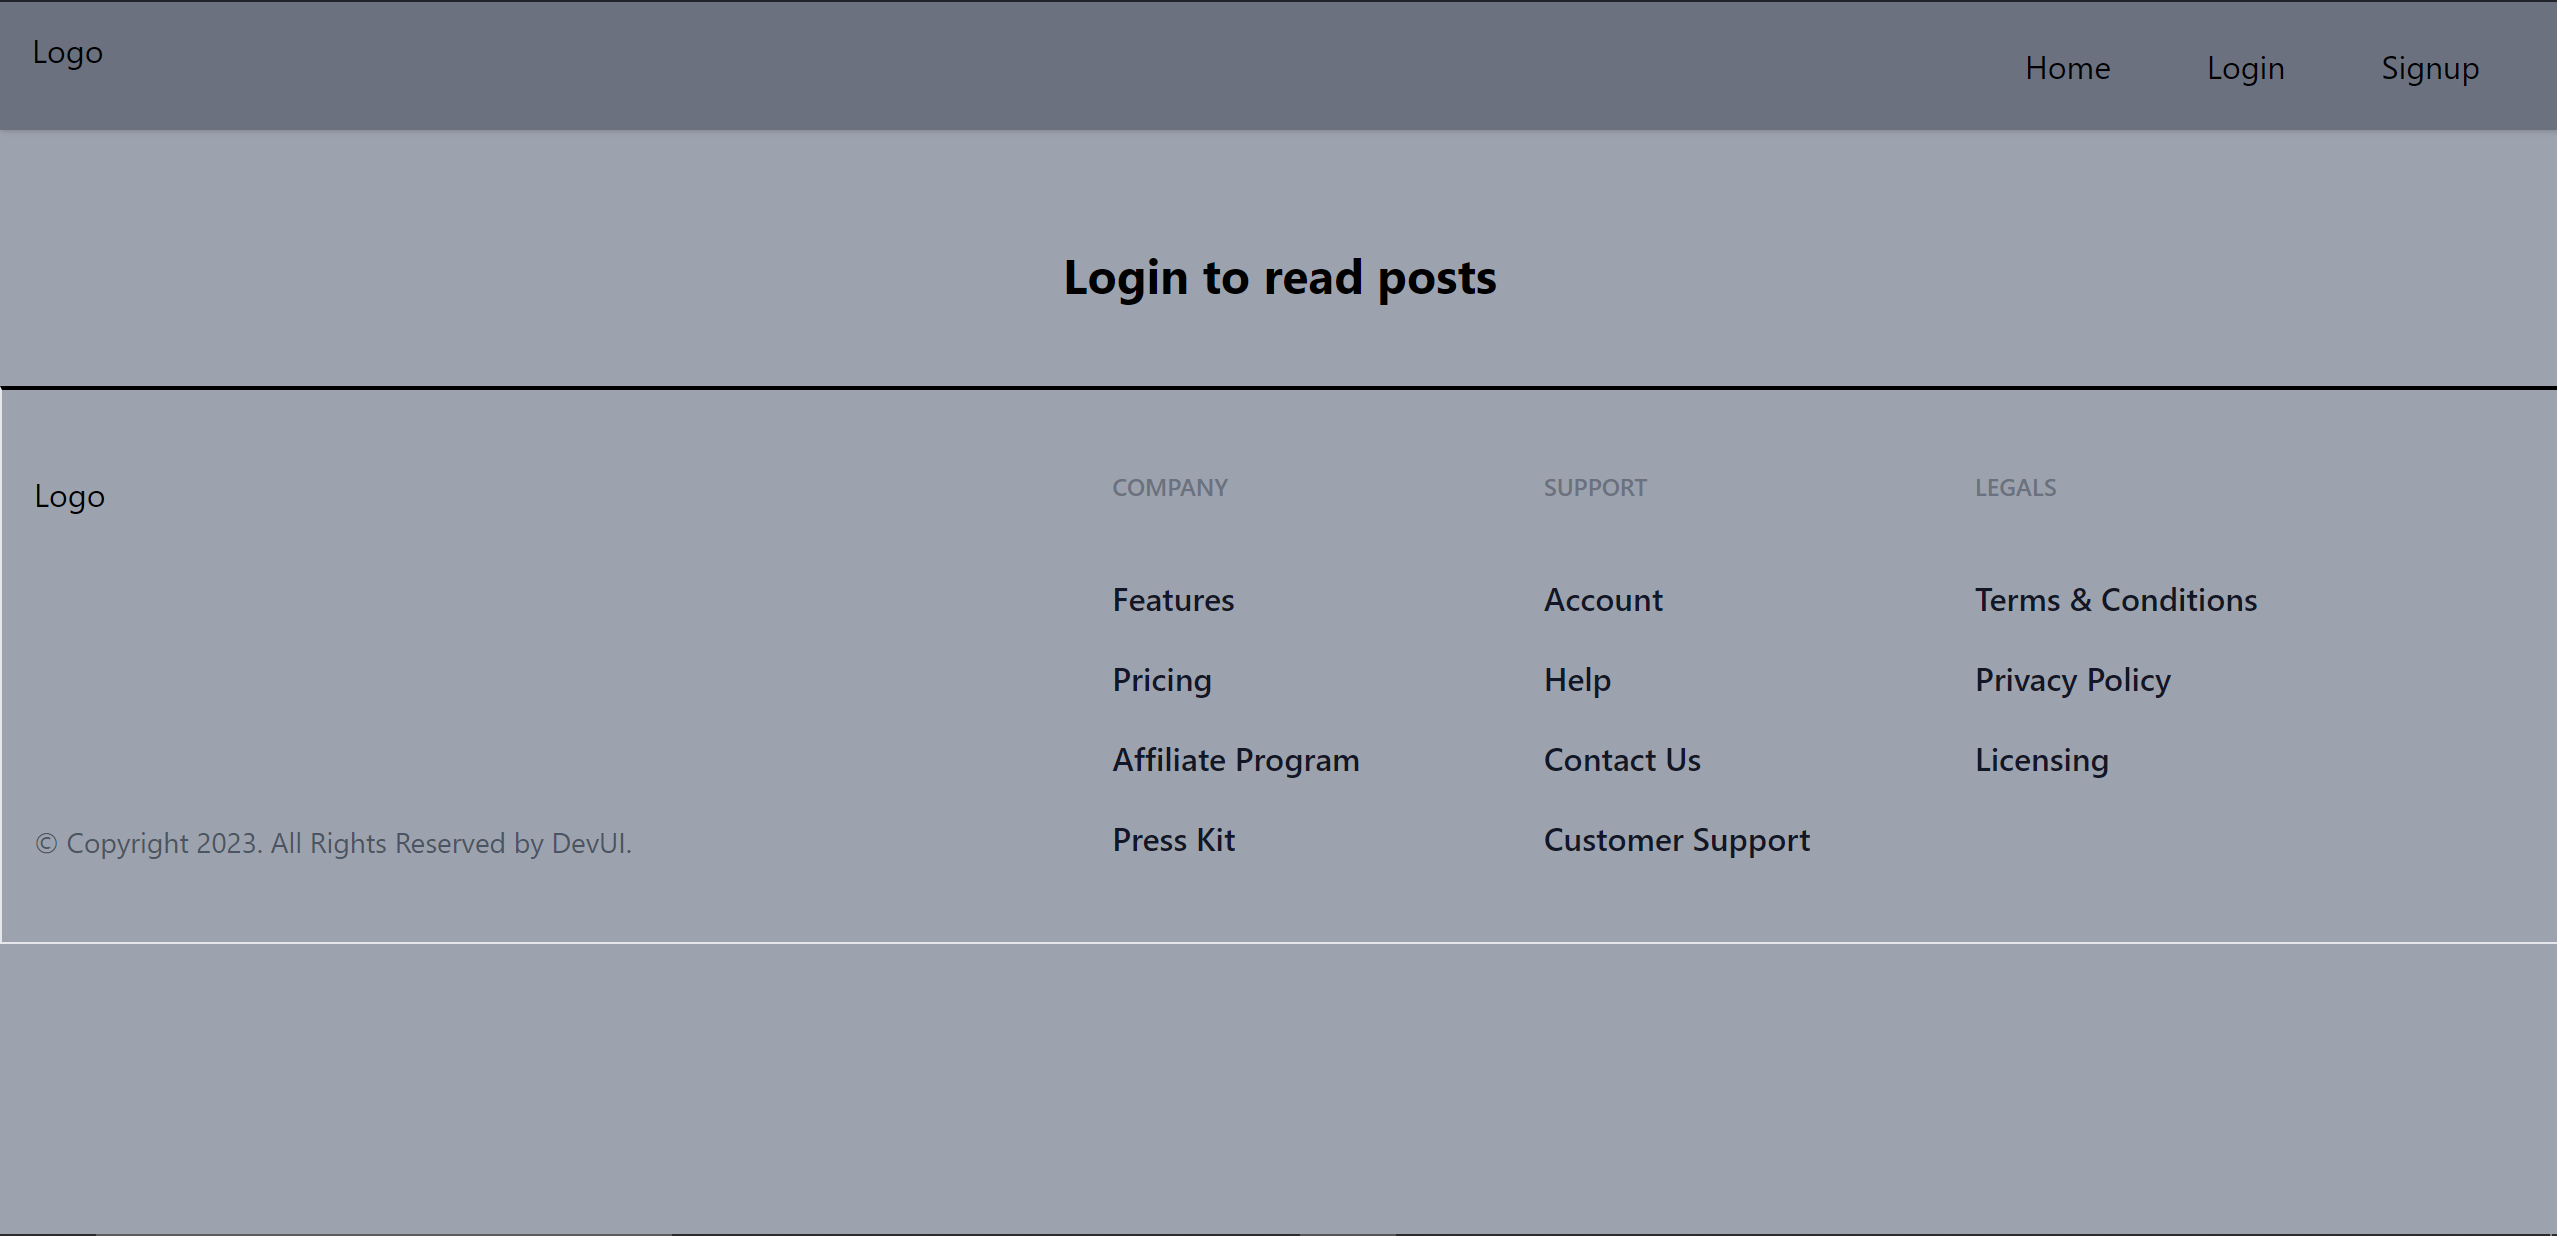 Logo
Home
Login
Signup
Login to read posts
Logo
© Copyright 2023. All Rights Reserved by DevUI.
COMPANY
Features
Pricing
Affiliate Program
Press Kit
SUPPORT
Account
Help
Contact Us
Customer Support
LEGALS
Terms & Conditions
Privacy Policy
Licensing